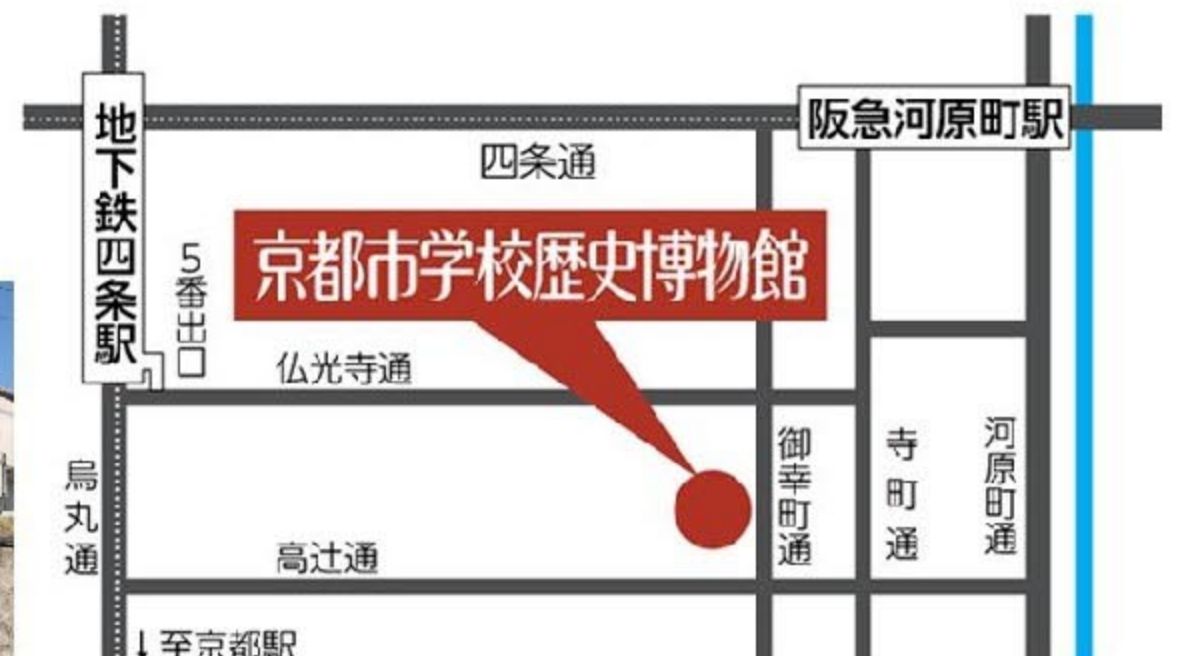 阪急河原町駅
地下鉄四条駅
四条通
京都市学校歴史博物館
5番出口
仏光寺通
御幸町通
寺町通
河原町通
烏丸通
高辻通
↓至京都駅